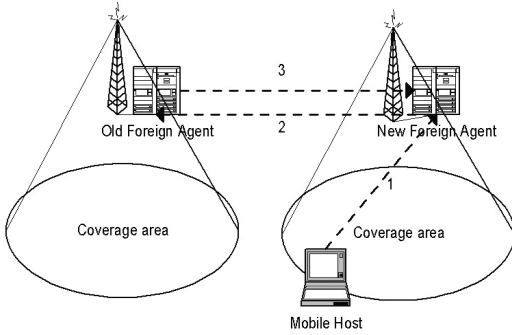 3
Old Foreign Agent
2
New Foreign Agent
1
Coverage area
Coverage area
Mobile Host